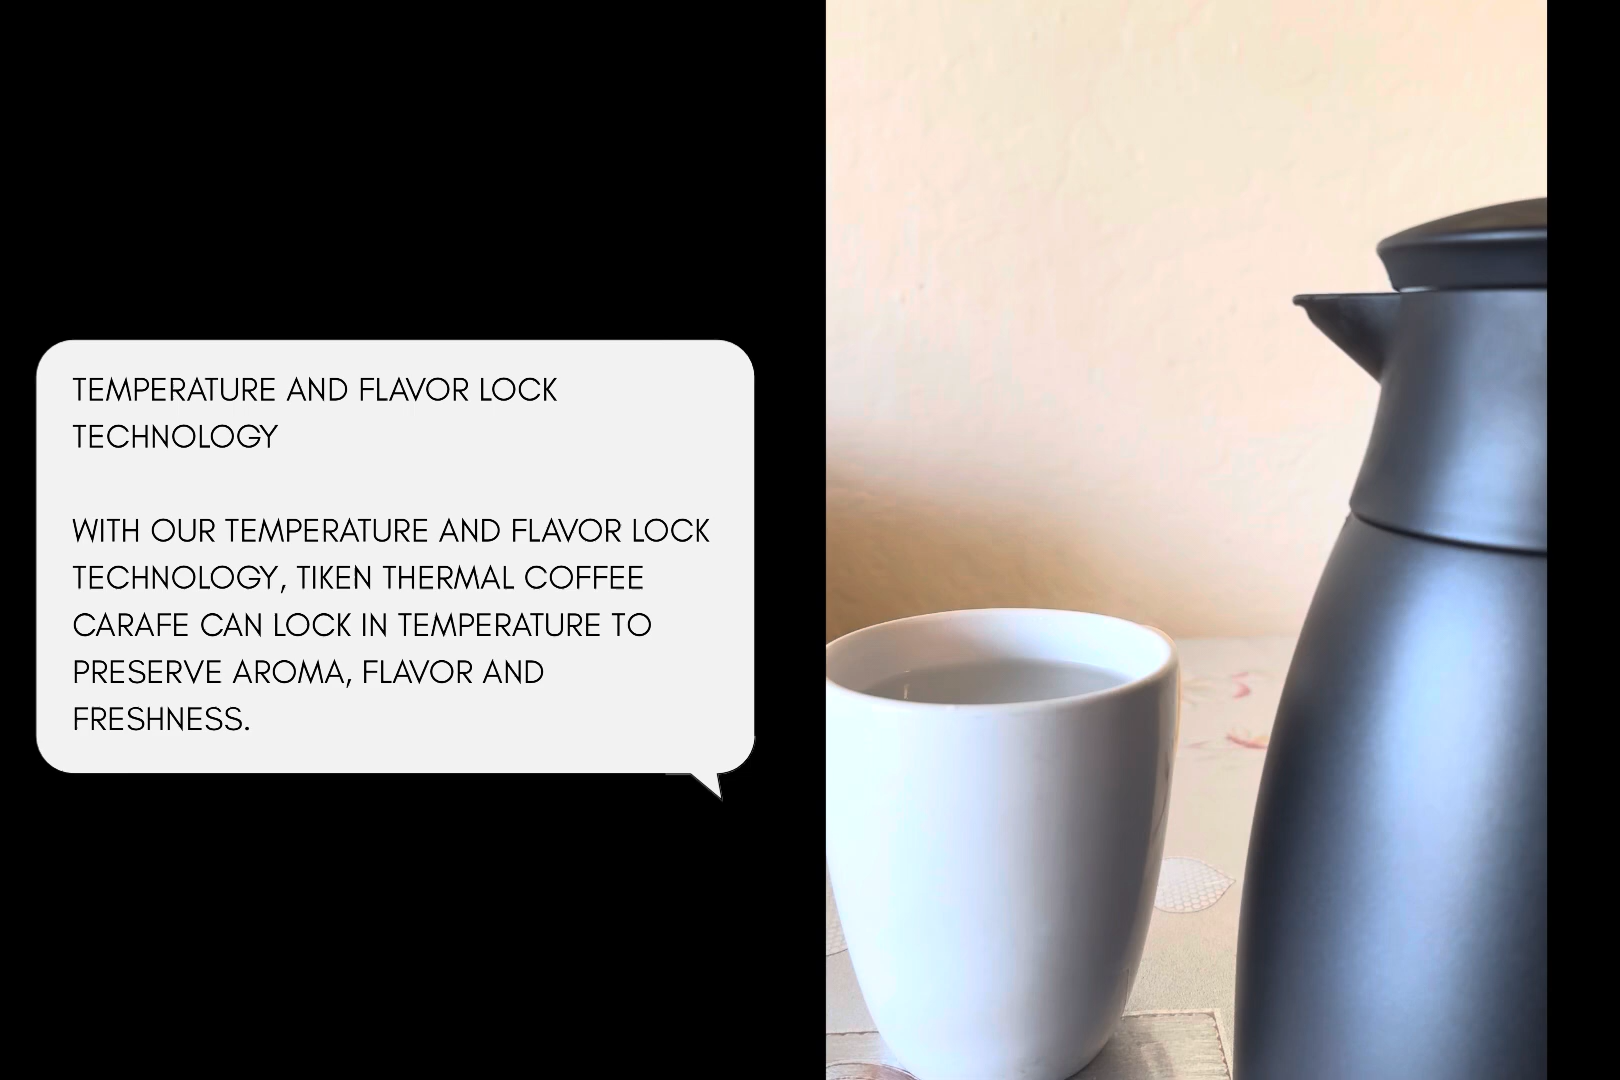 TEMPERATURE AND FLAVOR LOCK
TECHNOLOGY
WITH OUR TEMPERATURE AND FLAVOR LOCK
TECHNOLOGY, TIKEN THERMAL COFFEE
CARAFE CAN LOCK IN TEMPERATURE TO
PRESERVE AROMA, FLAVOR AND
FRESHNESS.